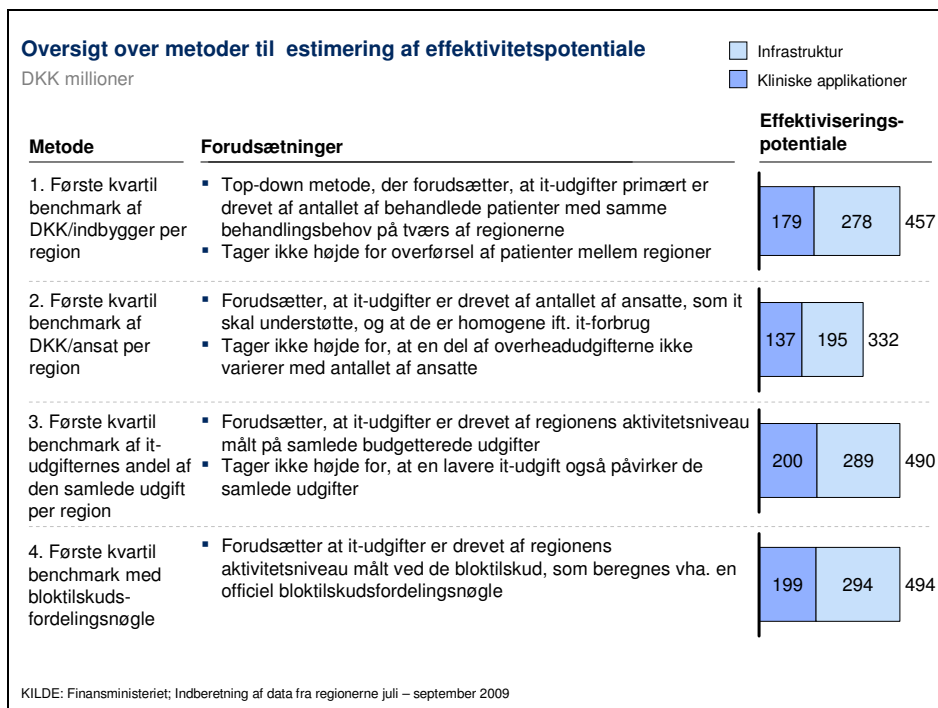 Oversigt over metoder til estimering af effektivitetspotentiale
DKK millioner
Infrastruktur
Kliniske applikationer
Metode
Forudsætninger
Effektiviserings-
potentiale
1. Første kvartil
benchmark af
DKK/indbygger per
region
▪ Top-down metode, der forudsætter, at it-udgifter primært er
drevet af antallet af behandlede patienter med samme
behandlingsbehov på tværs af regionerne
▪ Tager ikke højde for overførsel af patienter mellem regioner
179 278 457
2. Første kvartil
benchmark af
DKK/ansat per
region
▪ Forudsætter, at it-udgifter er drevet af antallet af ansatte, som it
skal understøtte, og at de er homogene ift. it-forbrug
▪ Tager ikke højde for, at en del af overheadudgifterne ikke
varierer med antallet af ansatte
137 195 332
3. Første kvartil
benchmark af it-
udgifternes andel af
den samlede udgift
per region
▪ Forudsætter, at it-udgifter er drevet af regionens aktivitetsniveau
målt på samlede budgetterede udgifter
▪ Tager ikke højde for, at en lavere it-udgift også påvirker de
samlede udgifter
200 289 490
4. Første kvartil
benchmark med
bloktilskuds-
fordelingsnøgle
▪ Forudsætter at it-udgifter er drevet af regionens
aktivitetsniveau målt ved de bloktilskud, som beregnes vha. en
officiel bloktilskudsfordelingsnøgle
199 294 494
KILDE: Finansministeriet; Indberetning af data fra regionerne juli – september 2009